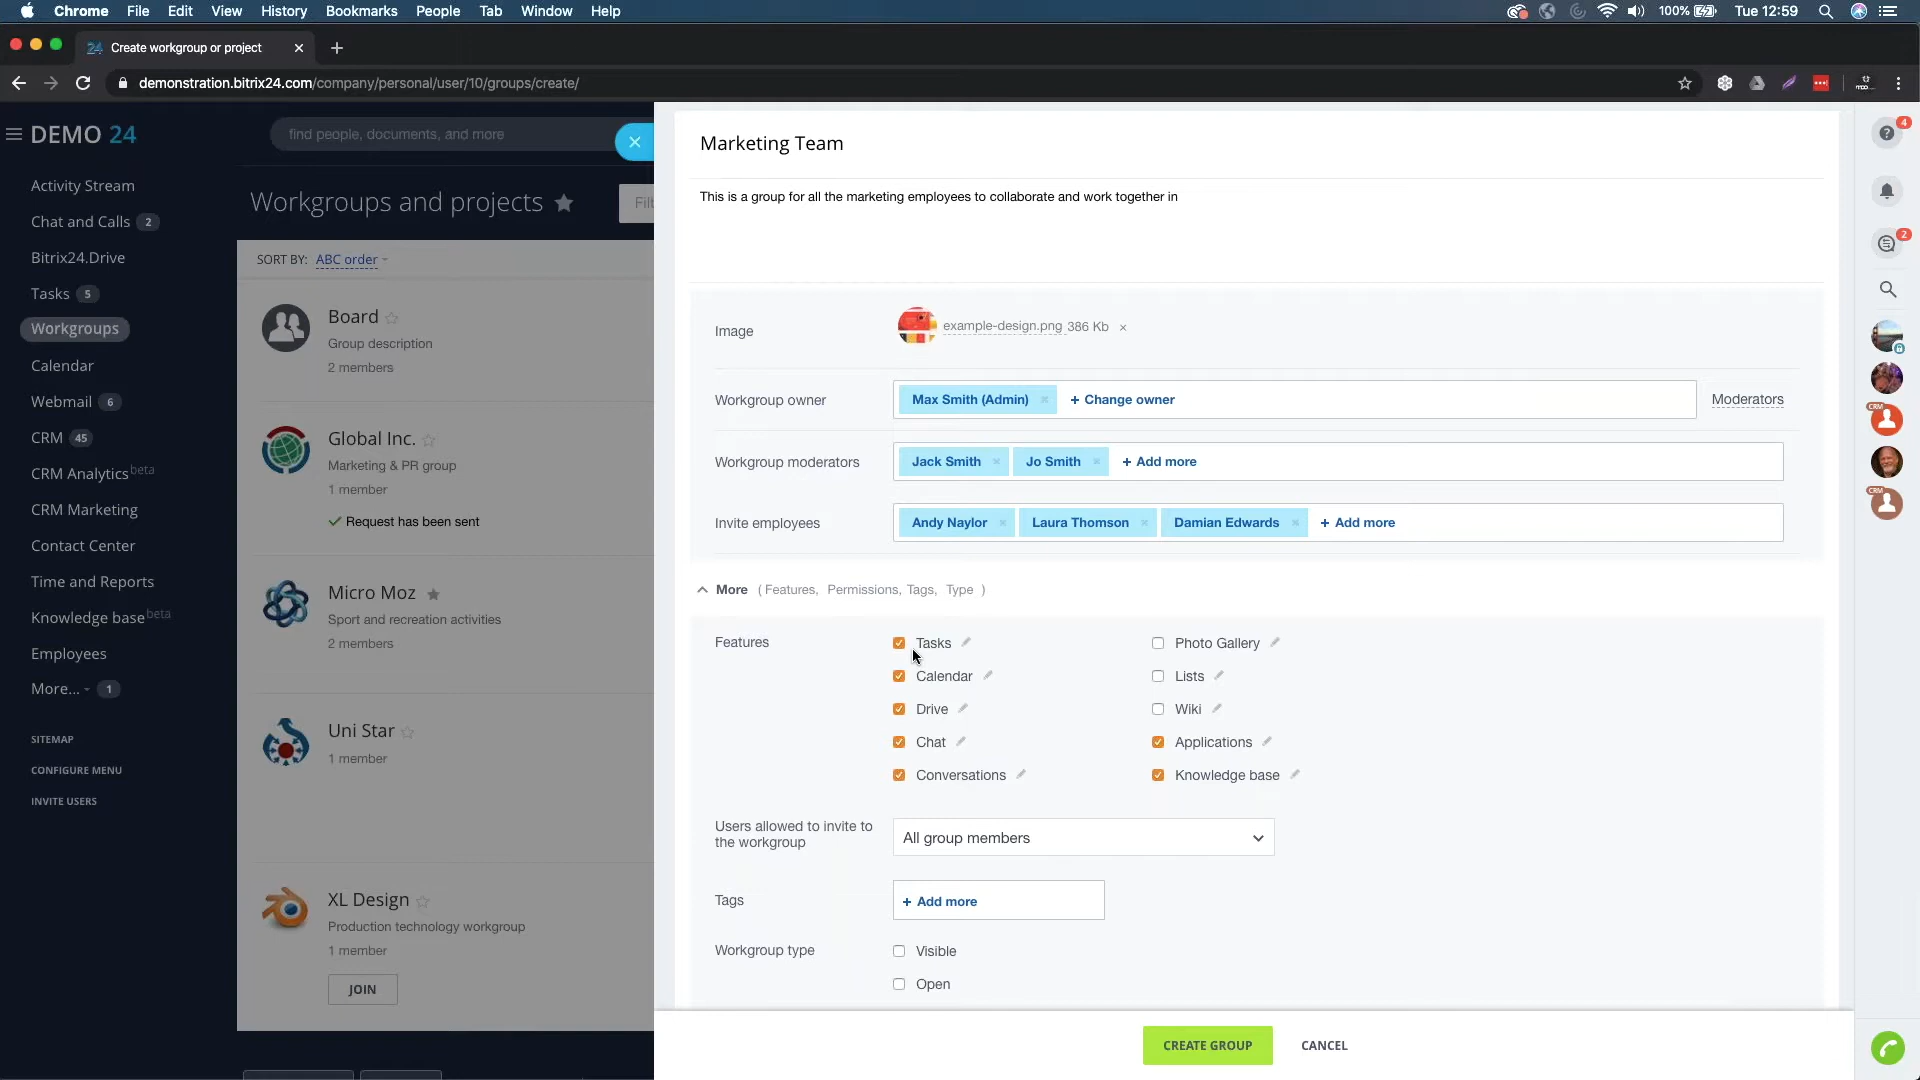 Chrome File Edit View History Bookmarks People Tab Window Help 100% Tue 12:59
24 Create workgroup or project
demonstration.bitrix24.com/company/personal/user/10/groups/create/
DEMO 24
find people, documents, and more
Activity Stream
Chat and Calls 2
Bitrix24.Drive
Tasks 5
Workgroups
Calendar
Webmail 6
CRM 45
CRM Analytics beta
CRM Marketing
Contact Center
Time and Reports
Knowledge base beta
Employees
More... 1
SITEMAP
CONFIGURE MENU
INVITE USERS
Workgroups and projects
Filt
SORT BY: ABC order
Board
Group description
2 members
Global Inc.
Marketing & PR group
1 member
Request has been sent
Micro Moz
Sport and recreation activities
2 members
Uni Star
1 member
XL Design
Production technology workgroup
1 member
JOIN
Marketing Team
This is a group for all the marketing employees to collaborate and work together in
Image example-design.png 386 Kb
Workgroup owner Max Smith (Admin) + Change owner Moderators
Workgroup moderators Jack Smith Jo Smith + Add more
Invite employees Andy Naylor Laura Thomson Damian Edwards + Add more
More ( Features, Permissions, Tags, Type )
Features
Tasks Photo Gallery
Calendar Lists
Drive Wiki
Chat Applications
Conversations Knowledge base
Users allowed to invite to
the workgroup
All group members
Tags + Add more
Workgroup type Visible
Open
CREATE GROUP CANCEL
4
2
CRM
CRM